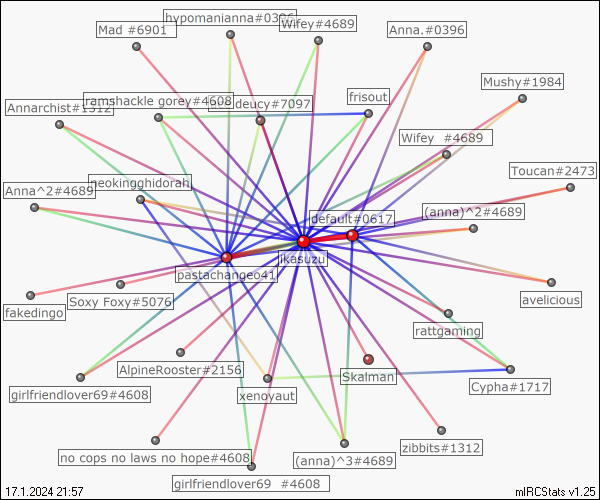 hypomanianna#0396
Mad #6901
Wifey#4689
Anna.#0396
Mushy#1984
ramshackle gorey#4608
deucy#7097
frisout
Annarchist#1312
Wifey #4689
Toucan#2473
neokingghidorah
Anna^2#4689
default#0617
(anna)^2#4689
ikasuzu
pastachangeo41
Soxy Foxy#5076
avelicious
fakedingo
rattgaming
AlpineRooster#2156
Skalman
Cypha#1717
girlfriendlover69#4608
xenoyaut
zibbits#1312
no cops no laws no hope#4608
(anna)^3#4689
girlfriendlover69 #4608
17.1.2024 21:57
mIRCStats v1.25